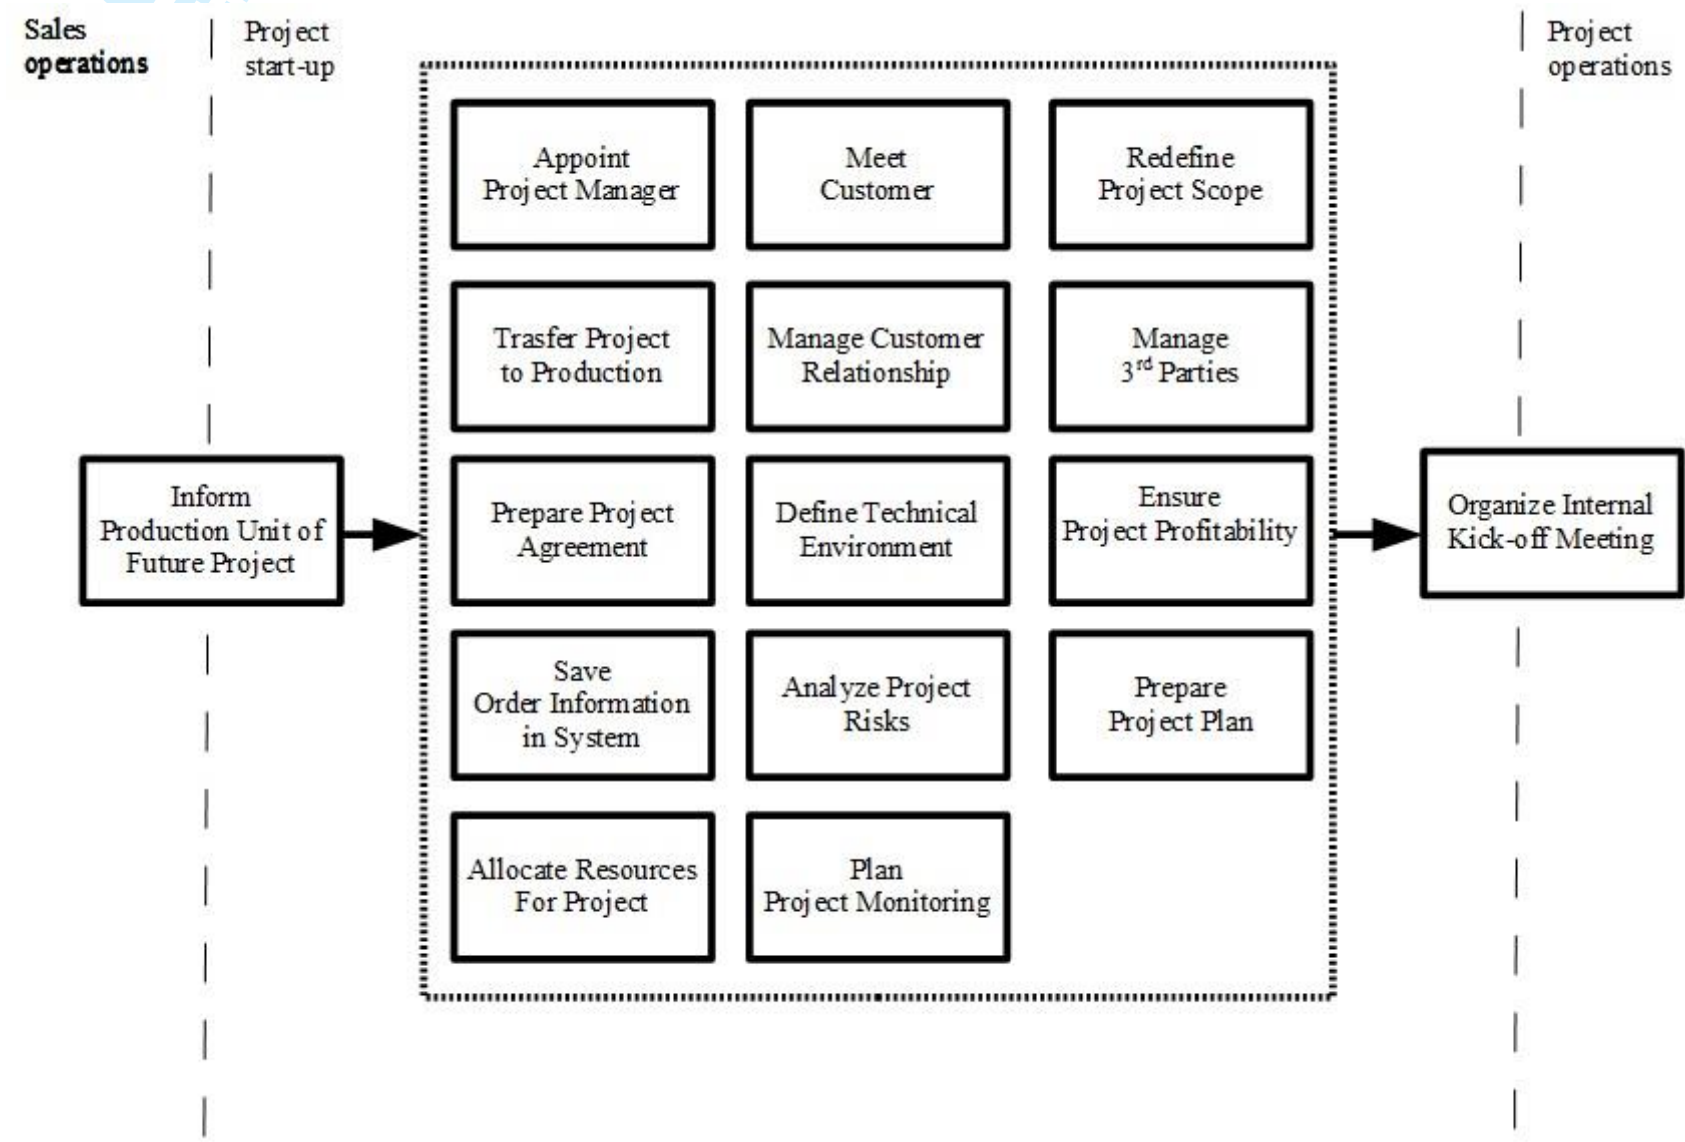 Sales
operations
Project
start-up
Project
operations
Appoint
Project Manager
Meet
Customer
Redefine
Project Scope
Trasfer Project
to Production
Manage Customer
Relationship
Manage
3rd Parties
Inform
Production Unit of
Future Project
Prepare Project
Agreement
Define Technical
Environment
Ensure
Project Profitability
Organize Internal
Kick-off Meeting
Save
Order Information
in System
Analyze Project
Risks
Prepare
Project Plan
Allocate Resources
For Project
Plan
Project Monitoring